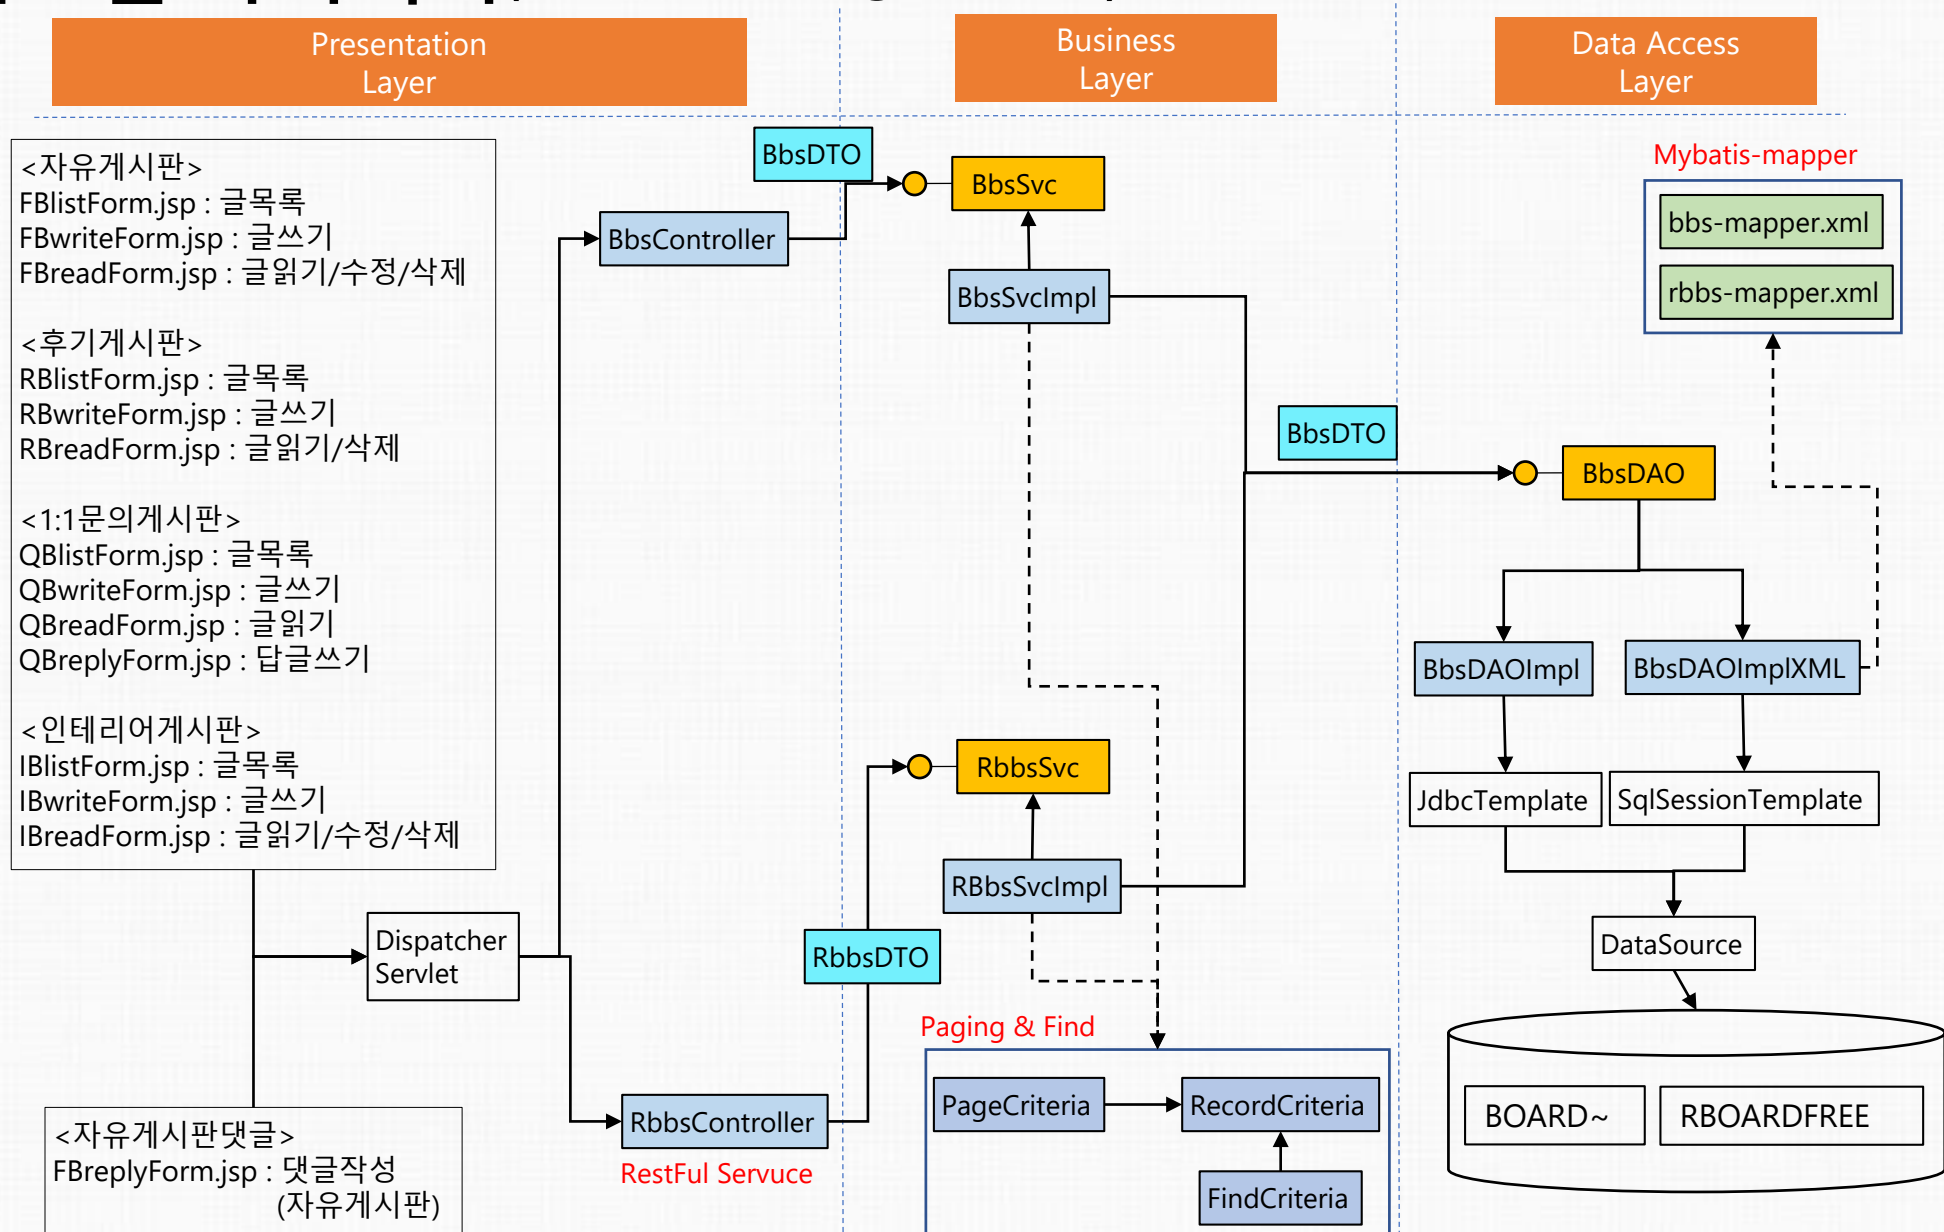 Presentation
Layer
Business
Layer
Data Access
Layer
<자유게시판>
FBlistForm.jsp : 글목록
FBwriteForm.jsp : 글쓰기
FBreadForm.jsp : 글읽기/수정/삭제
<후기게시판>
RBlistForm.jsp : 글목록
RBwriteForm.jsp : 글쓰기
RBreadForm.jsp : 글읽기/삭제
<1:1문의게시판>
QBlistForm.jsp : 글목록
QBwriteForm.jsp : 글쓰기
QBreadForm.jsp : 글읽기
QBreplyForm.jsp : 답글쓰기
<인테리어게시판>
IBlistForm.jsp : 글목록
IBwriteForm.jsp : 글쓰기
IBreadForm.jsp : 글읽기/수정/삭제
<자유게시판댓글>
FBreplyForm.jsp : 댓글작성
(자유게시판)
Dispatcher
Servlet
BbsController
RbbsController
RestFul Servuce
BbsDTO
RbbsDTO
BbsSvc
BbsSvcImpl
RbbsSvc
RBbsSvcImpl
Paging & Find
PageCriteria
RecordCriteria
FindCriteria
BbsDTO
Mybatis-mapper
bbs-mapper.xml
rbbs-mapper.xml
BbsDAO
BbsDAOImpl
BbsDAOImplXML
JdbcTemplate
SqlSessionTemplate
DataSource
BOARD~
RBOARDFREE